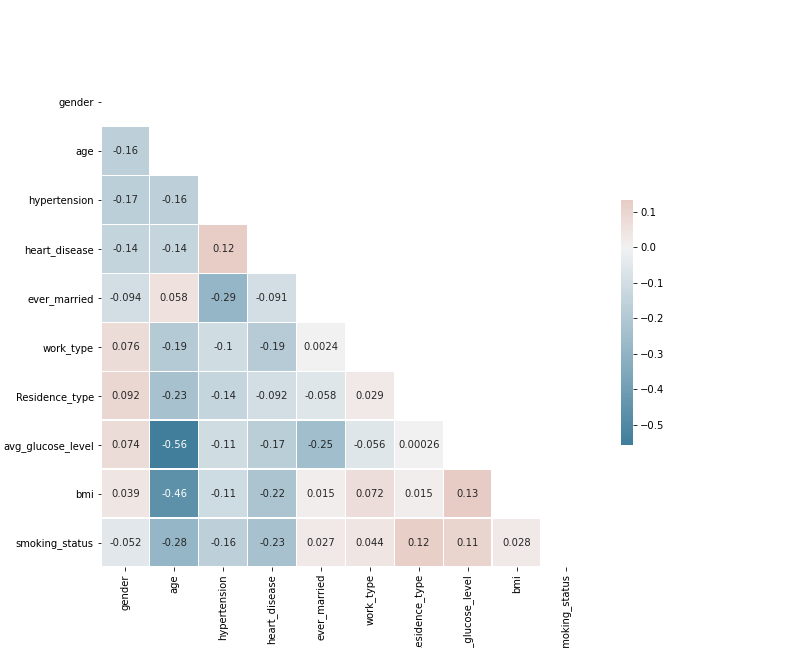 gender
age -0.16
hypertension -0.17 -0.16
heart_disease -0.14 -0.14 0.12
ever_married -0.094 0.058 -0.29 -0.091
work_type 0.076 -0.19 -0.1 -0.19 0.0024
Residence_type 0.092 -0.23 -0.14 -0.092 -0.058 0.029
avg_glucose_level 0.074 -0.56 -0.11 -0.17 -0.25 -0.056 0.00026
bmi 0.039 -0.46 -0.11 -0.22 0.015 0.072 0.015 0.13
smoking_status -0.052 -0.28 -0.16 -0.23 0.027 0.044 0.12 0.11 0.028
gender
age
hypertension
heart_disease
ever_married
work_type
esidence_type
_glucose_level
bmi
moking_status
0.1
0.0
-0.1
-0.2
-0.3
-0.4
-0.5